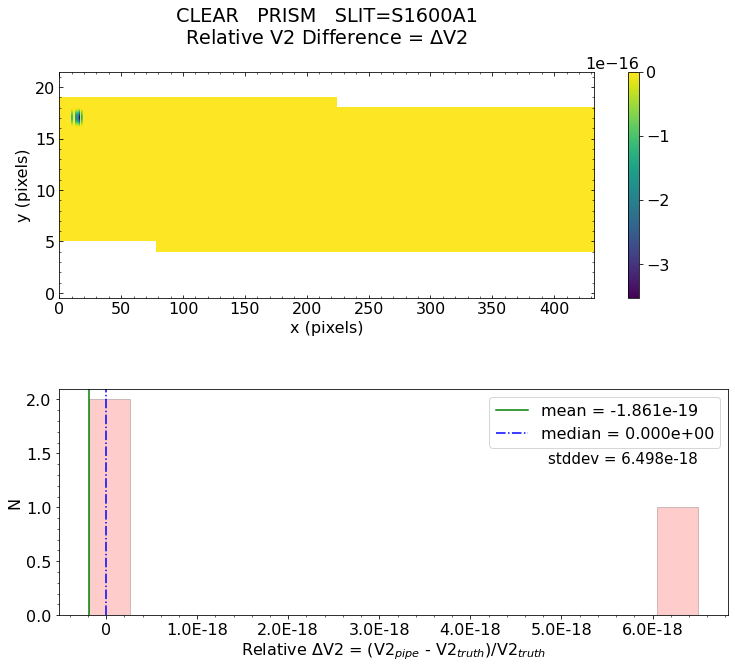 CLEAR   PRISM   SLIT=S1600A1
Relative V2 Difference = ΔV2
1e−16
20
15
10
5
0
y (pixels)
0 50 100 150 200 250 300 350 400
x (pixels)
0
−1
−2
−3
2.0
1.5
1.0
0.5
0.0
N
mean = -1.861e-19
median = 0.000e+00
stddev = 6.498e-18
0 1.0E-18 2.0E-18 3.0E-18 4.0E-18 5.0E-18 6.0E-18
Relative ΔV2 = (V2pipe - V2truth)/V2truth